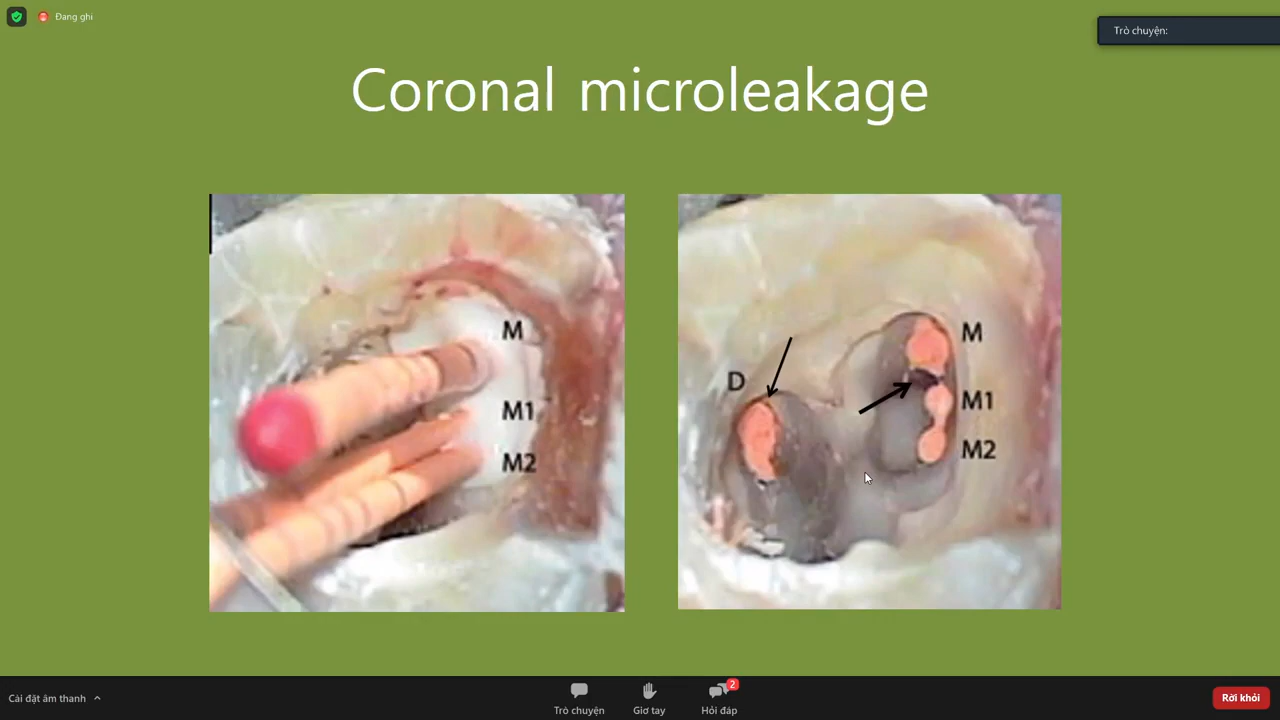 Đang ghi
Trò chuyện:
Coronal microleakage
M
M1
M2
D
M
M1
M2
Cài đặt âm thanh
Trò chuyện
Giơ tay
2
Hỏi đáp
Rời khỏi